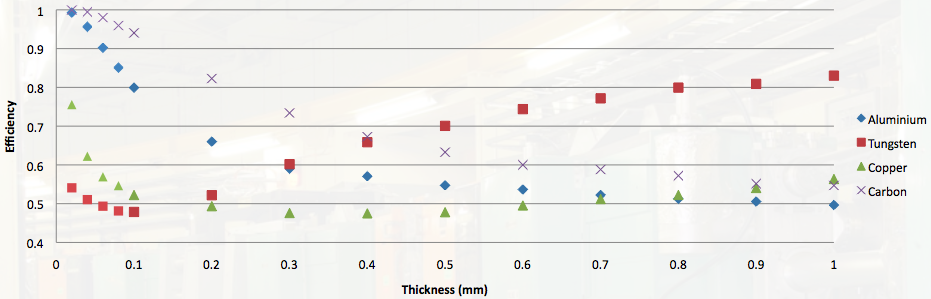 1
0.9
0.8
0.7
0.6
0.5
0.4
Efficiency
0 0.1 0.2 0.3 0.4 0.5 0.6 0.7 0.8 0.9 1
Thickness (mm)
Aluminium
Tungsten
Copper
Carbon